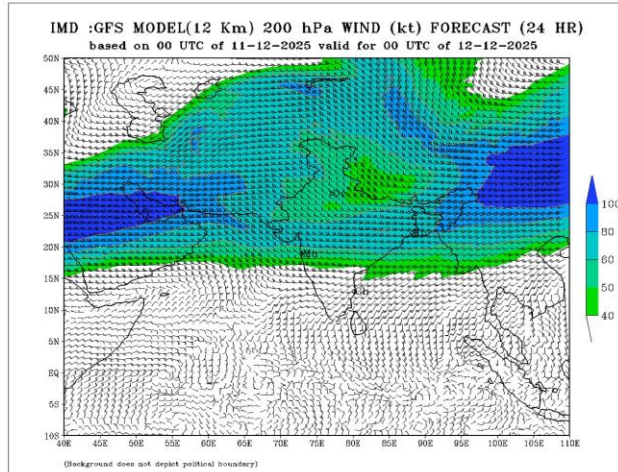 IMD :GFS MODEL(12 Km) 200 hPa WIND (kt) FORECAST (24 HR)
based on 00 UTC of 11-12-2025 valid for 00 UTC of 12-12-2025
50N
45N
40N
35N
30N
25N
20N
15N
10N
5N
EQ
5S
10S
40E 45E 50E 55E 60E 65E 70E 75E 80E 85E 90E 95E 100E 105E 110E
100
80
60
50
40
(Background does not depict political boundary)